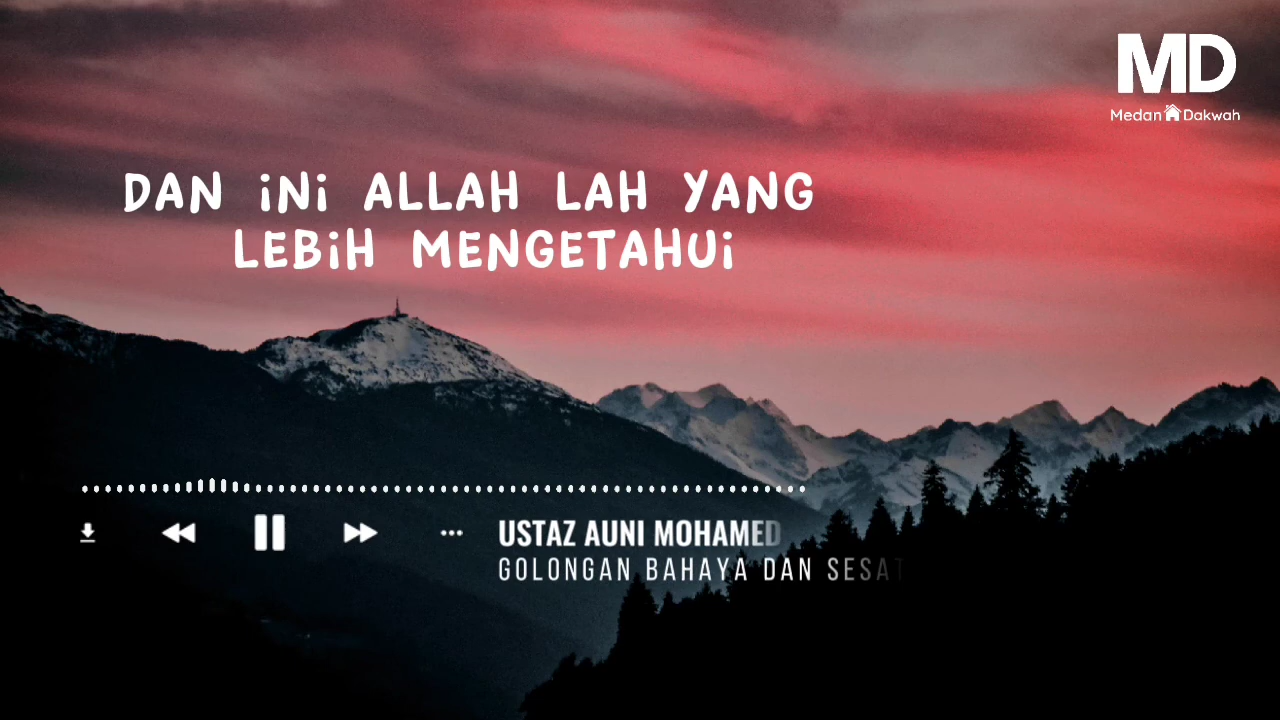 MD
Medan Dakwah
DAN iNi ALLAH LAH YANG
LEBiH MENGETAHUi
USTAZ AUNI MOHAMED
GOLONGAN BAHAYA DAN SESAT